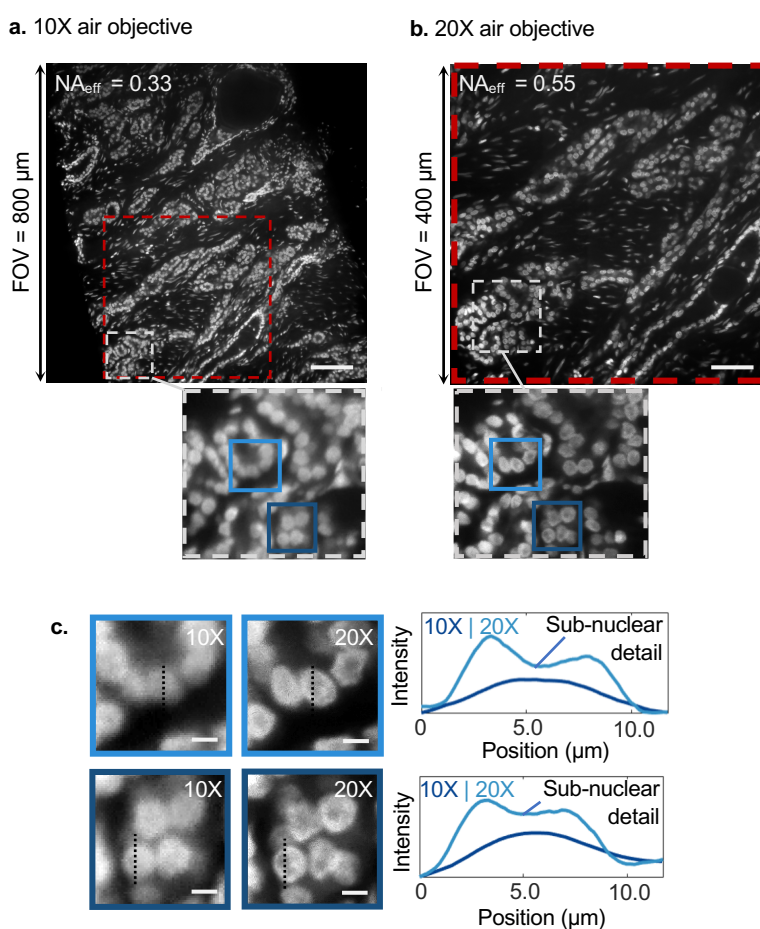 a. 10X air objective
NAeff = 0.33
FOV = 800 µm
b. 20X air objective
NAeff = 0.55
FOV = 400 µm
c.
10X
20X
10X | 20X
Sub-nuclear
detail
Intensity
0
5.0
10.0
Position (µm)
10X
20X
10X | 20X
Sub-nuclear
detail
Intensity
0
5.0
10.0
Position (µm)